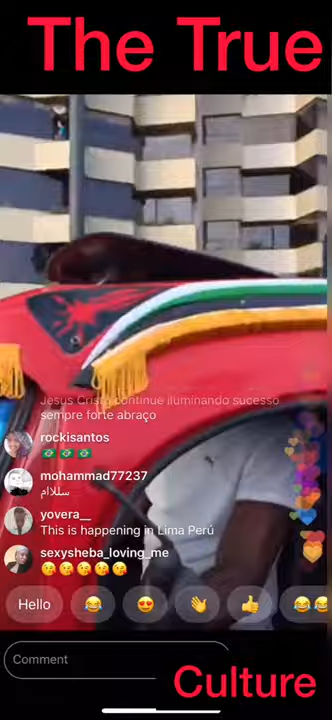 The True
Jesus Cristo continue iluminando sucesso
sempre forte abraço
rockisantos
mohammad77237
سللاام
yovera__
This is happening in Lima Perú
sexysheba_loving_me
Hello
Comment
Culture